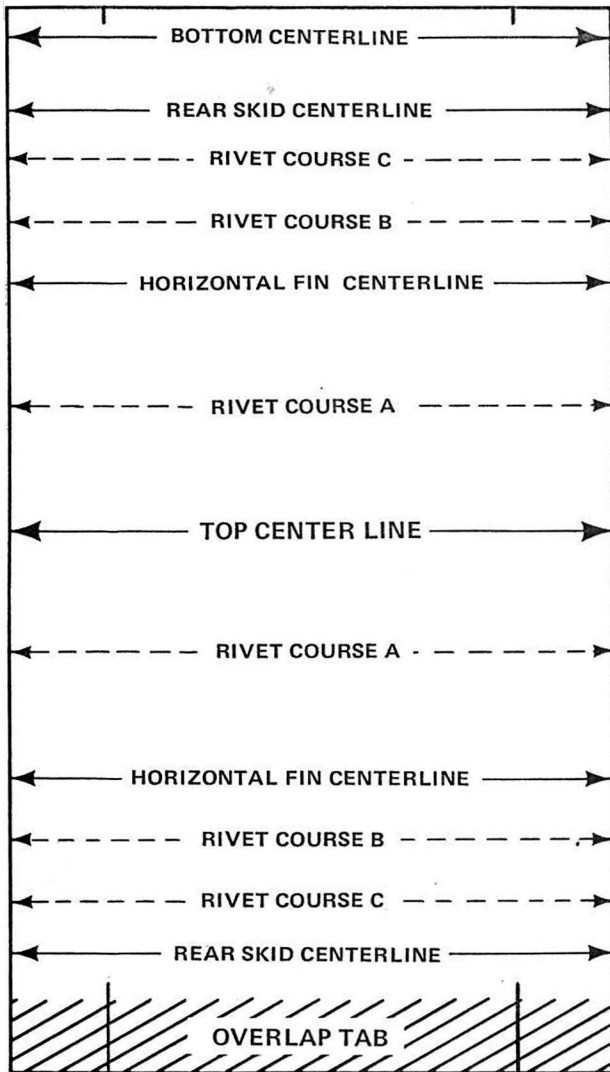 BOTTOM CENTERLINE
REAR SKID CENTERLINE
RIVET COURSE C
RIVET COURSE B
HORIZONTAL FIN CENTERLINE
RIVET COURSE A
TOP CENTER LINE
RIVET COURSE A
HORIZONTAL FIN CENTERLINE
RIVET COURSE B
RIVET COURSE C
REAR SKID CENTERLINE
OVERLAP TAB